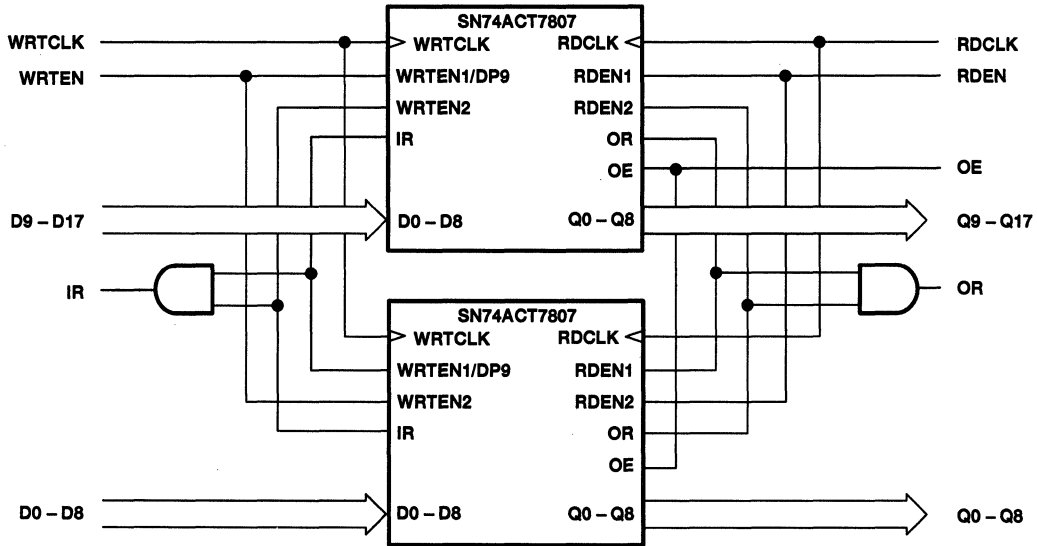 SN74ACT7807
WRTCLK
WRTCLK
RDCLK
RDCLK
WRTEN
WRTEN1/DP9
RDEN1
RDEN
WRTEN2
RDEN2
IR
OR
OE
OE
D9 – D17
D0 – D8
Q0 – Q8
Q9 – Q17
IR
OR
SN74ACT7807
WRTCLK
RDCLK
WRTEN1/DP9
RDEN1
WRTEN2
RDEN2
IR
OR
OE
D0 – D8
D0 – D8
Q0 – Q8
Q0 – Q8